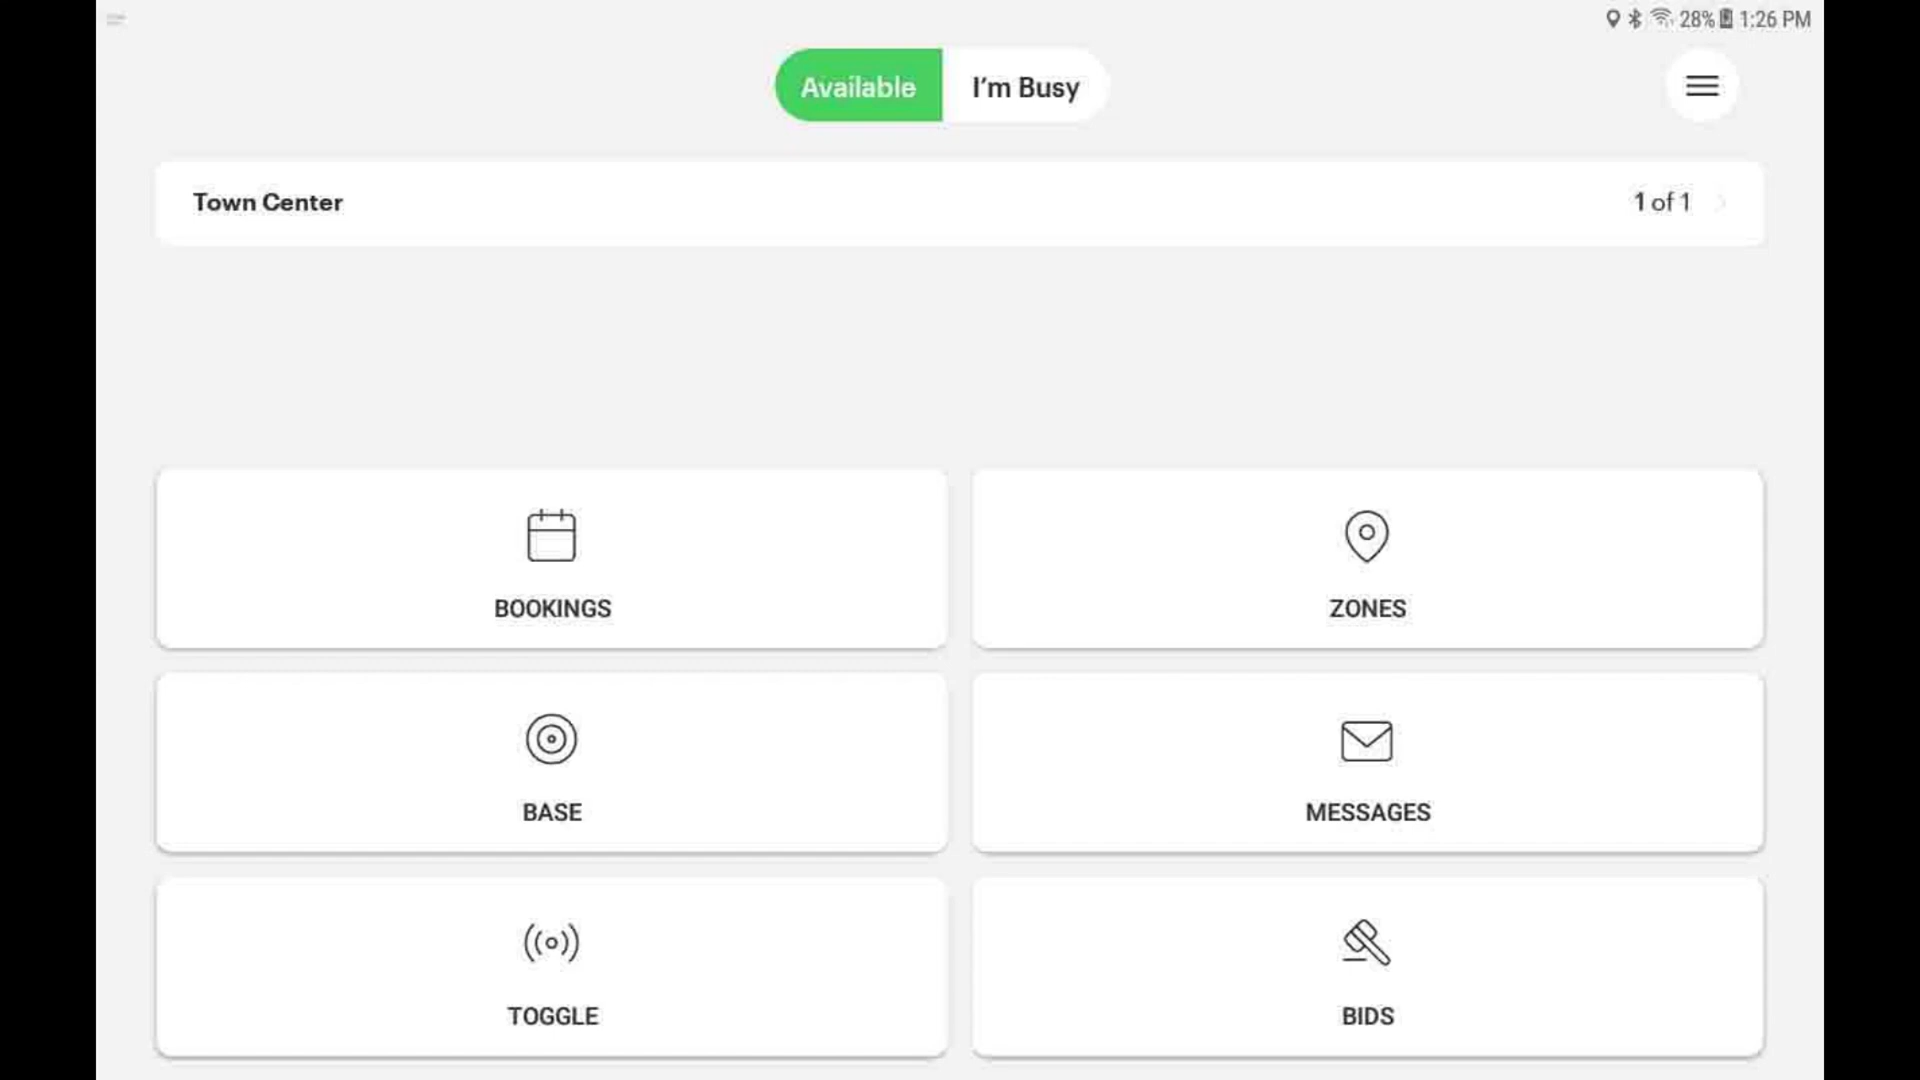 28% 1:26 PM
Available I'm Busy
Town Center 1 of 1
BOOKINGS ZONES
BASE MESSAGES
TOGGLE BIDS